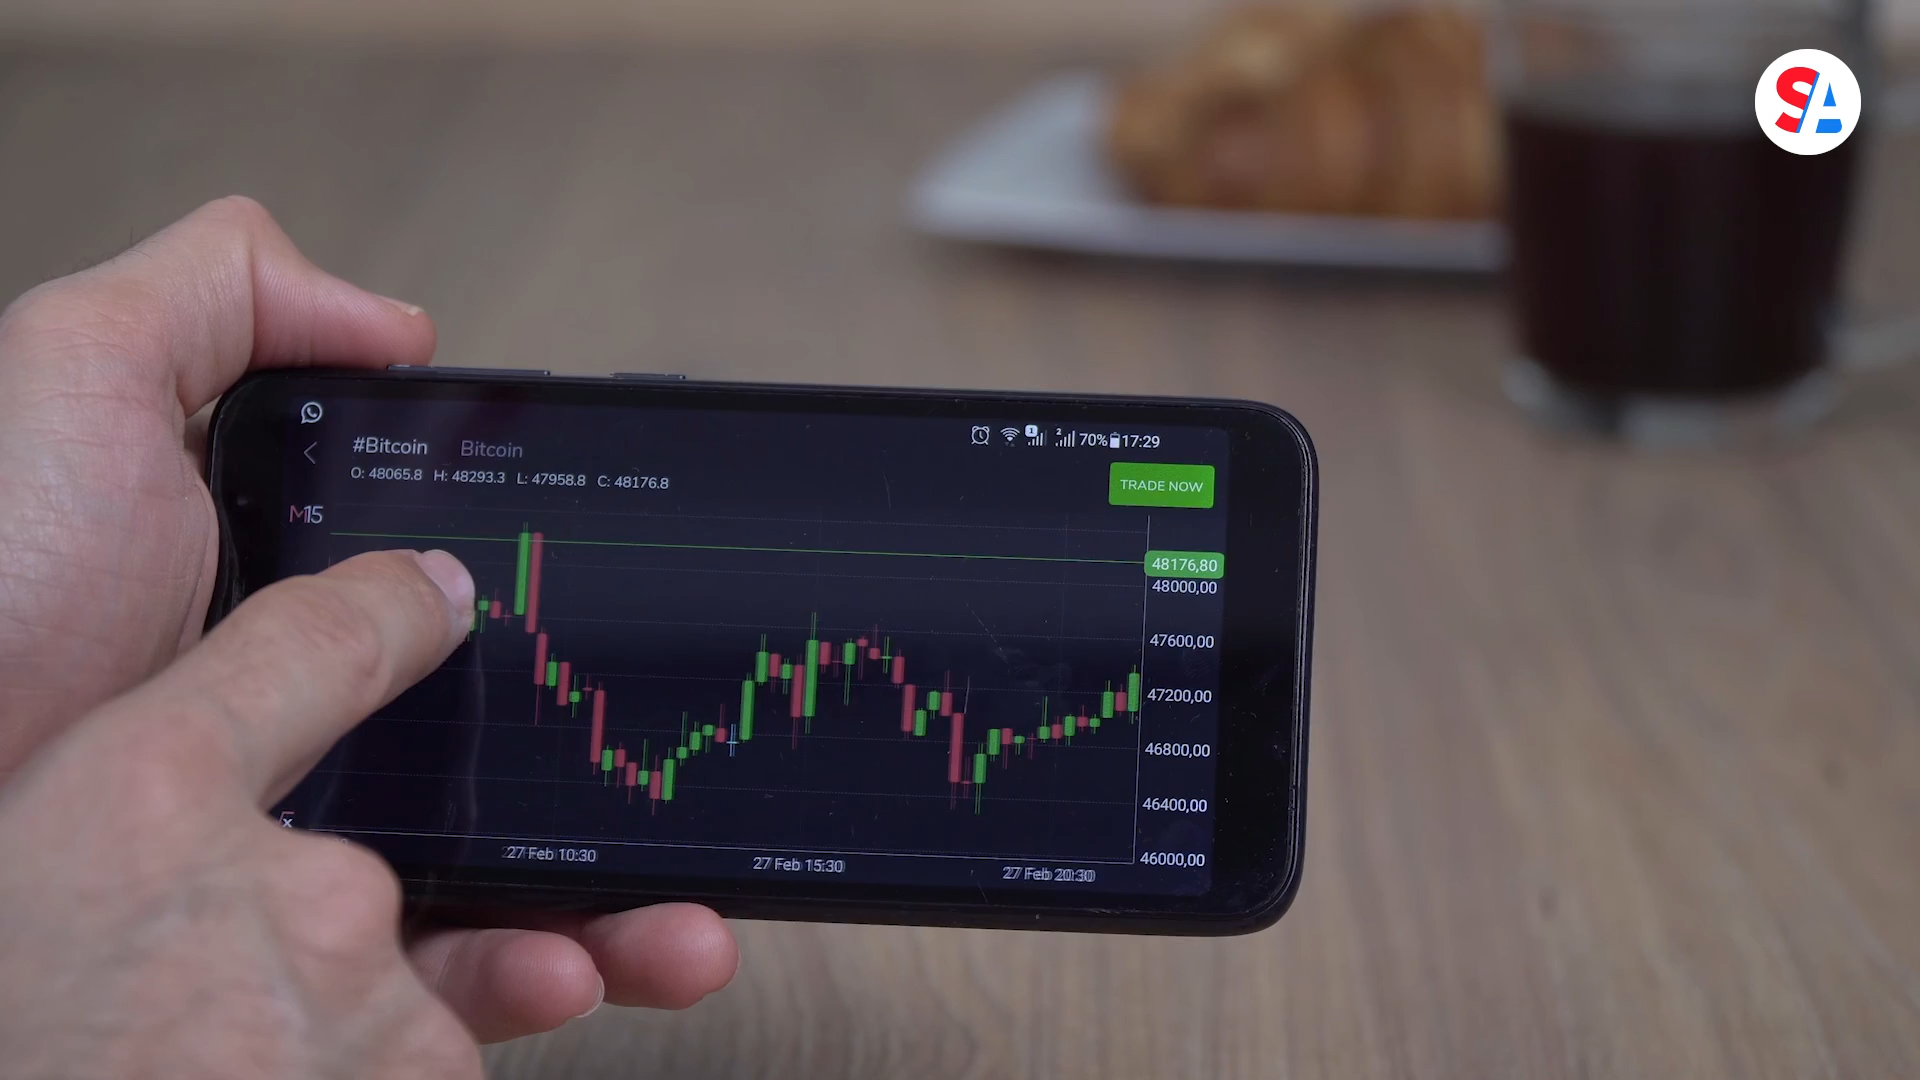 SA
#Bitcoin Bitcoin
70% 17:29
O: 48065.8 H: 48293.3 L: 47958.8 C: 48176.8
TRADE NOW
M15
48176,80
48000,00
47600,00
47200,00
46800,00
46400,00
46000,00
27 Feb 10:30 27 Feb 15:30 27 Feb 20:30